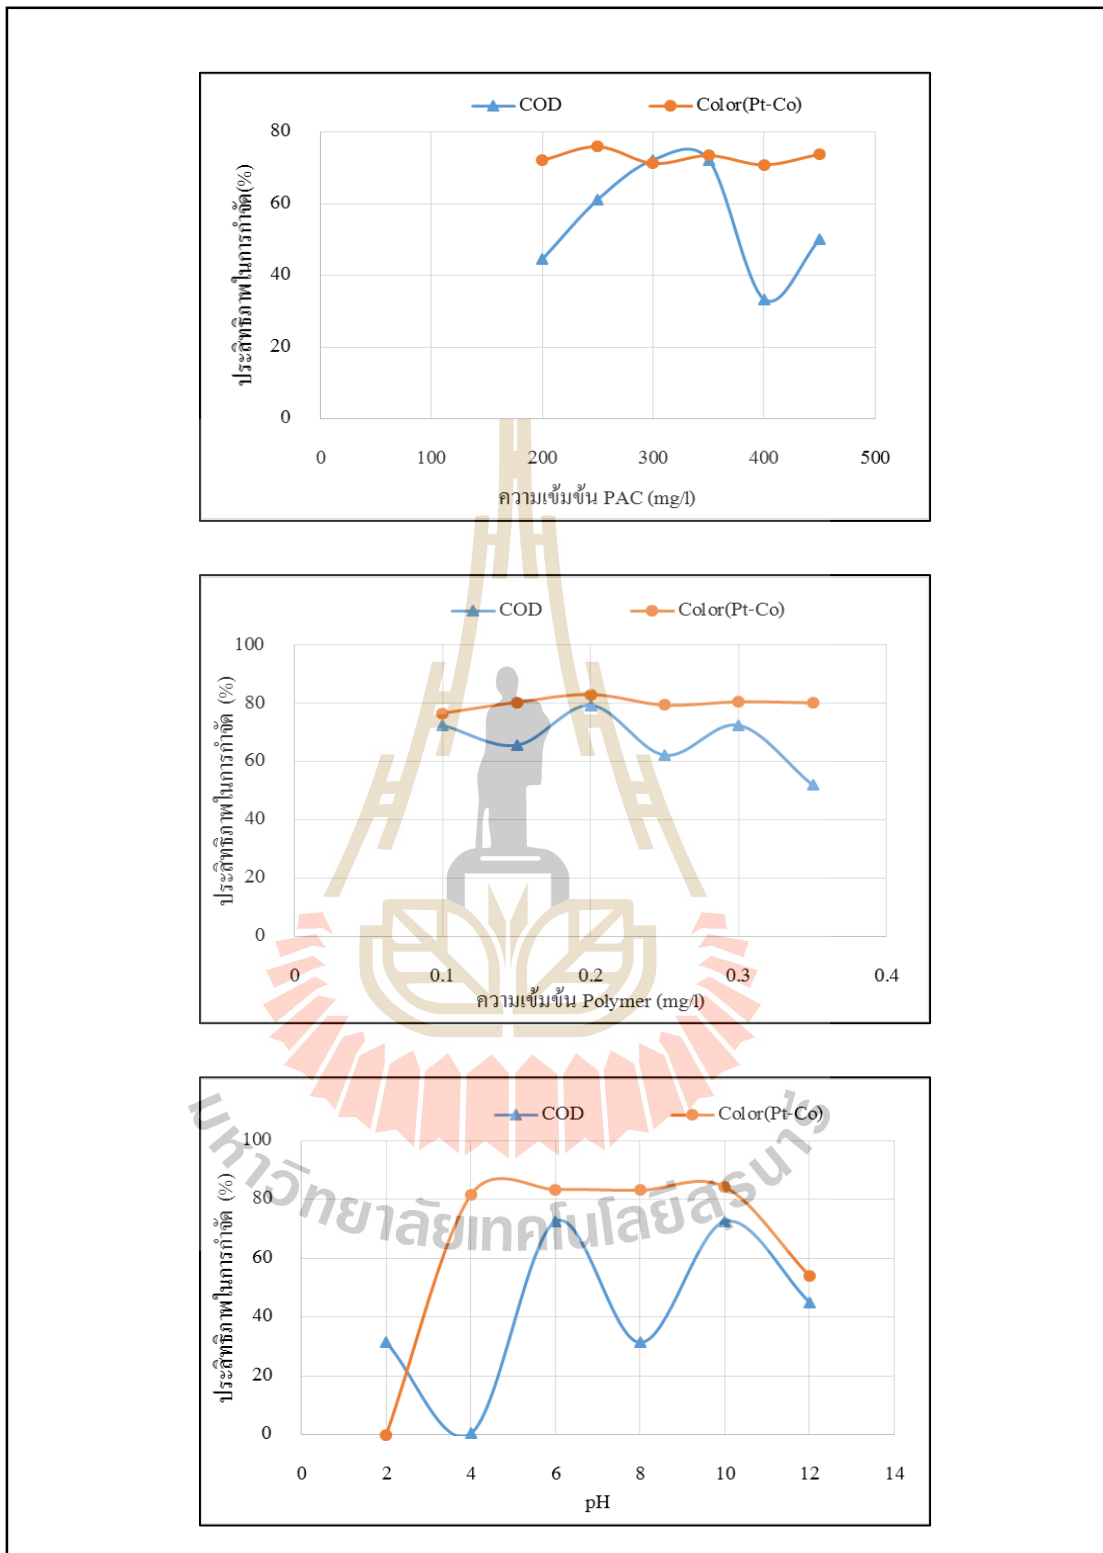 COD Color(Pt-Co)
ประสิทธิภาพในการกำจัด(%)
80
60
40
20
0
0 100 200 300 400 500
ความเข้มข้น PAC (mg/l)
COD Color(Pt-Co)
ประสิทธิภาพในการกำจัด (%)
100
80
60
40
20
0
0 0.1 0.2 0.3 0.4
ความเข้มข้น Polymer (mg/l)
COD Color(Pt-Co)
ประสิทธิภาพในการกำจัด (%)
100
80
60
40
20
0
0 2 4 6 8 10 12 14
pH
มหาวิทยาลัยเทคโนโลยีสุรนารี